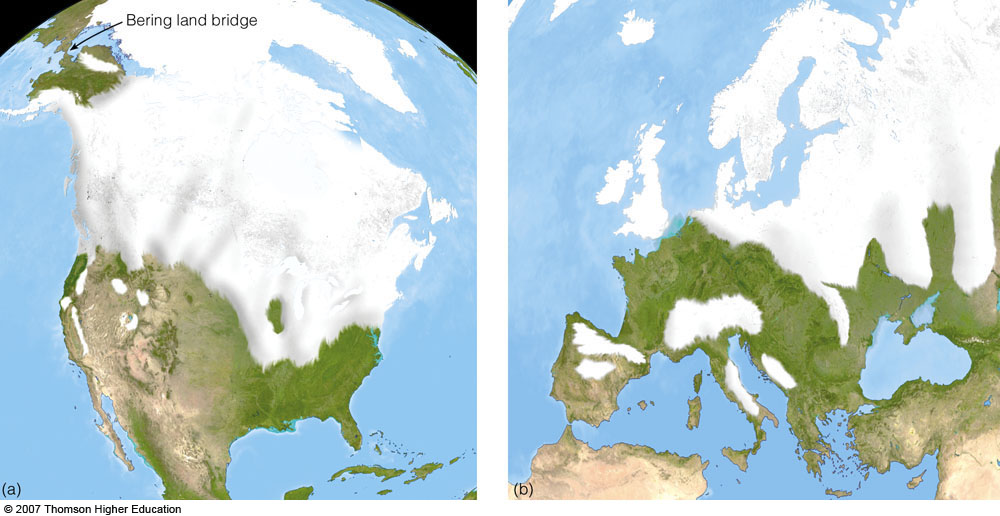 Bering land bridge
(a)
(b)
© 2007 Thomson Higher Education